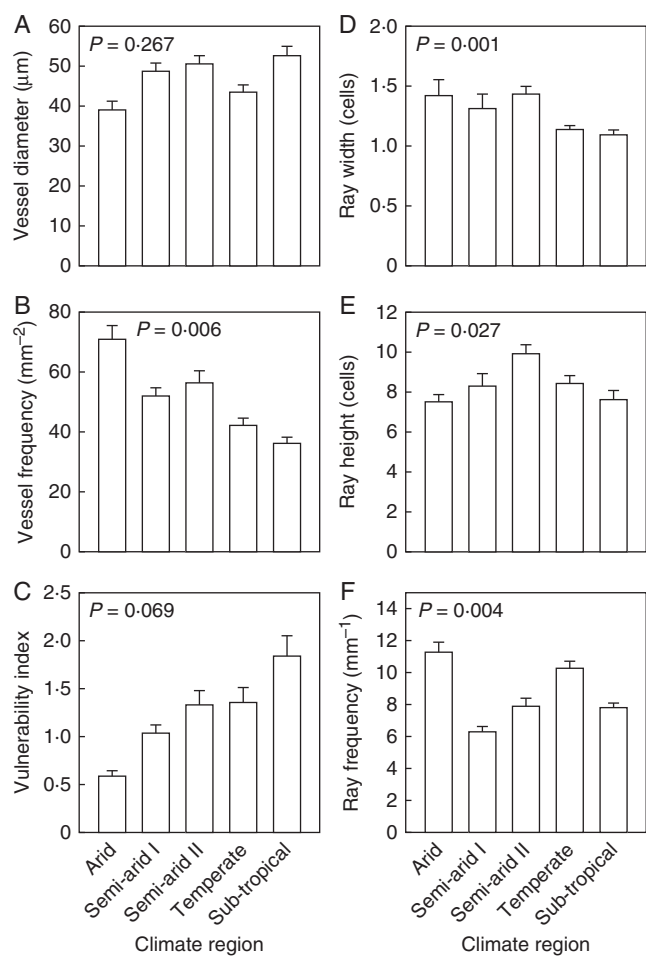 A
P = 0·267
60
50
40
30
20
10
0
Vessel diameter (μm)
D
P = 0·001
2·0
1·5
1·0
0·5
0
Ray width (cells)
B
P = 0·006
80
60
40
20
0
Vessel frequency (mm−2)
E
P = 0·027
12
10
8
6
4
2
0
Ray height (cells)
C
P = 0·069
2·5
2·0
1·5
1·0
0·5
0
Vulnerability index
Arid
Semi-arid I
Semi-arid II
Temperate
Sub-tropical
Climate region
F
P = 0·004
14
12
10
8
6
4
2
0
Ray frequency (mm−1)
Arid
Semi-arid I
Semi-arid II
Temperate
Sub-tropical
Climate region